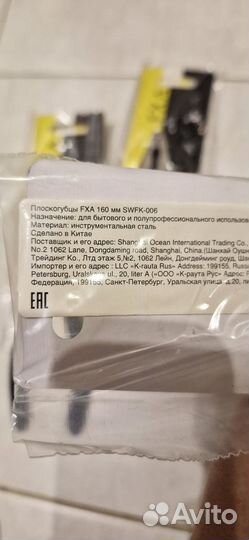 Плоскогубцы FXA 160 мм SWFK-006
Назначение: для бытового и полупрофессионального использова
Материал: инструментальная сталь
Сделано в Китае
Поставщик и его адрес: Shanghai Ocean International Trading Co.,
No.2 1062 Lane, Dongdaming road, Shanghai, China.(Шанхай Оушн
Трейдинг Ко., Лтд этаж 5,№2, 1062 Лейн, Донгдейминг роуд,
Импортер и его адрес : LLC «K-rauta Rus» Address: 199155,
Petersburg, Uralskaya ul., 20, liter A (ООО «К-раута Рус»
Федерация, 199155, Санкт-Петербург, Уральская улица д.20, ли
EAC
Avito